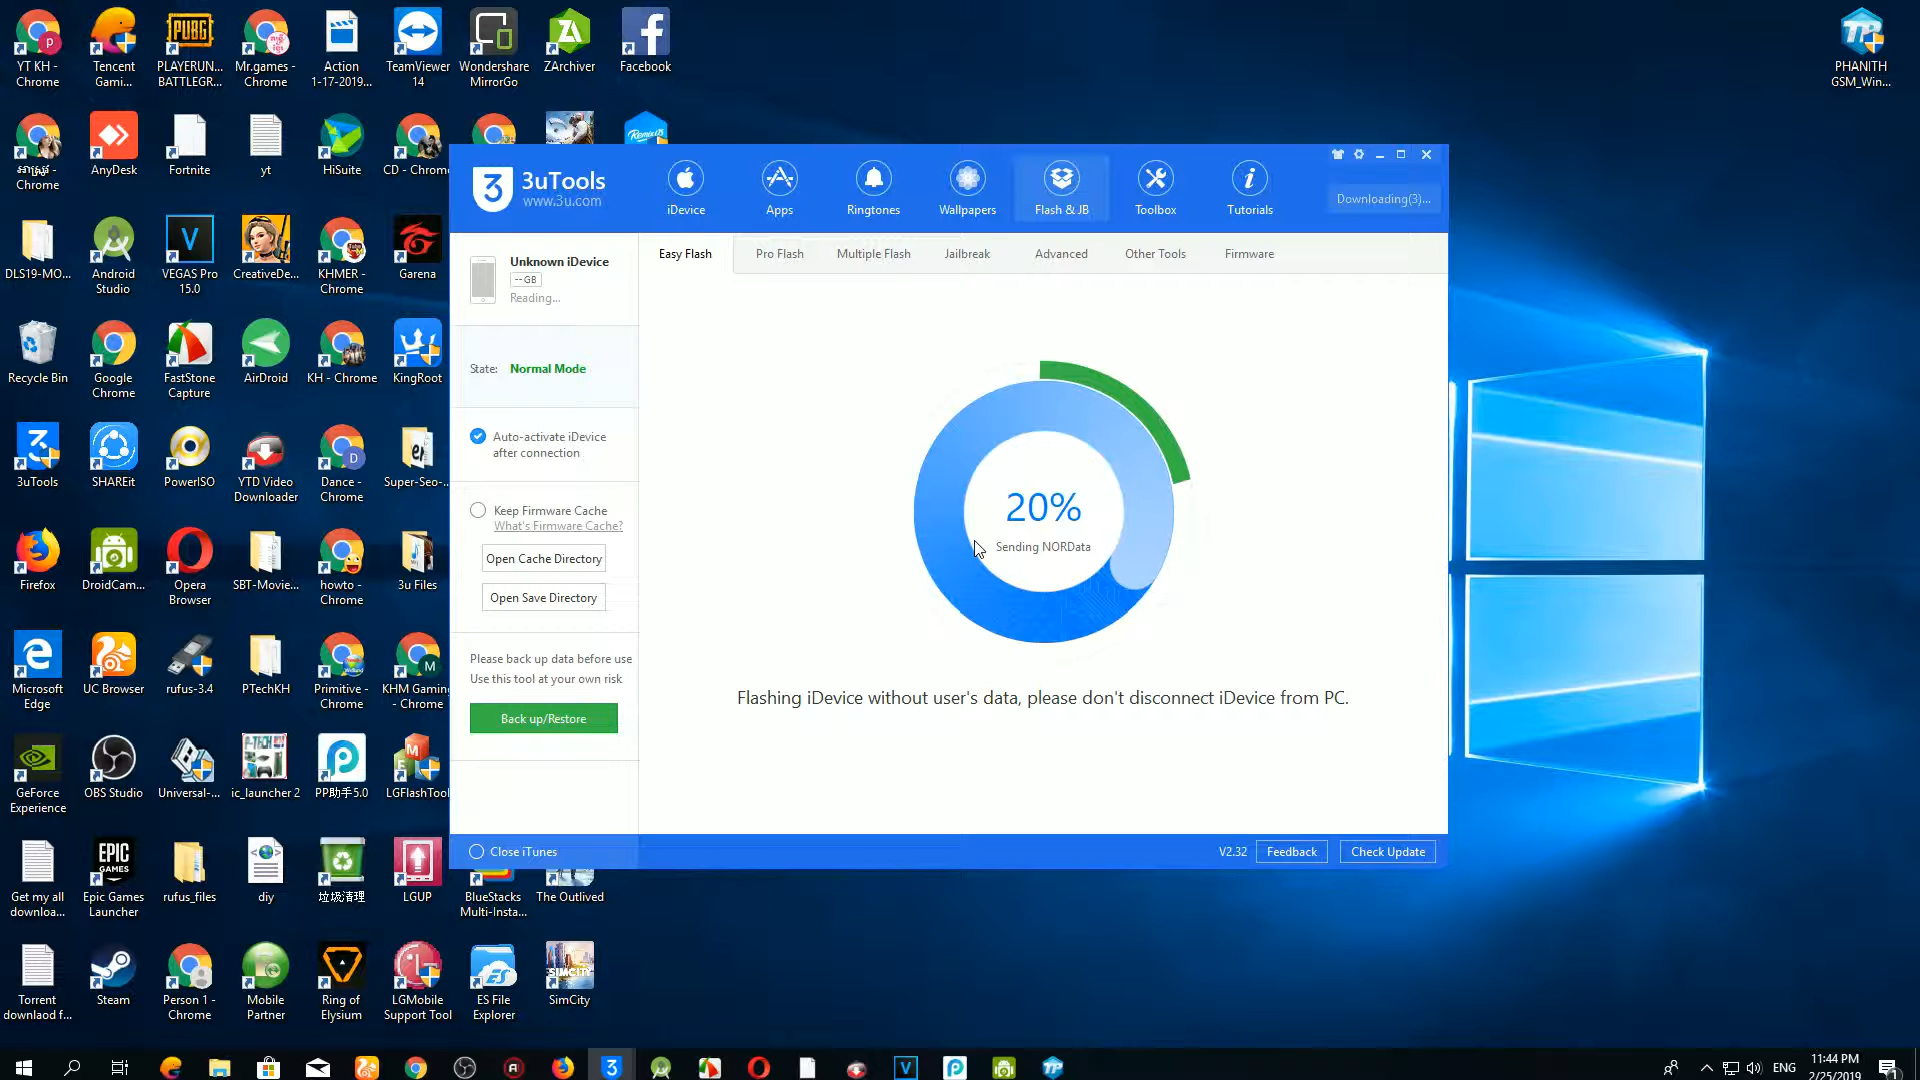 YT KH -
Chrome
Tencent
Gami...
PUBG
PLAYERUN...
BATTLEGR...
Mr.games -
Chrome
Action
1-17-2019...
TeamViewer
14
Wondershare
MirrorGo
ZArchiver
Facebook
PHANITH
GSM_Win...
Chrome
AnyDesk
Fortnite
yt
HiSuite
CD - Chrome
DLS19-MO...
Android
Studio
VEGAS Pro
15.0
CreativeDe...
KHMER -
Chrome
Garena
Recycle Bin
Google
Chrome
FastStone
Capture
AirDroid
KH - Chrome
KingRoot
3uTools
SHAREit
PowerISO
YTD Video
Downloader
Dance -
Chrome
Super-Seo-...
Firefox
DroidCam...
Opera
Browser
SBT-Movie...
howto -
Chrome
3u Files
Microsoft
Edge
UC Browser
rufus-3.4
PTechKH
Primitive -
Chrome
KHM Gaming
- Chrome
GeForce
Experience
OBS Studio
Universal-...
ic_launcher 2
PP助手5.0
LGFlashTool
Get my all
downloa...
EPIC
GAMES
Epic Games
Launcher
rufus_files
diy
垃圾清理
LGUP
BlueStacks
Multi-Insta...
The Outlived
Torrent
downlaod f...
Steam
Person 1 -
Chrome
Mobile
Partner
Ring of
Elysium
LGMobile
Support Tool
ES File
Explorer
SIMCITY
SimCity
3
3uTools
www.3u.com
iDevice
Apps
Ringtones
Wallpapers
Flash & JB
Toolbox
Tutorials
Downloading(3)...
Easy Flash
Pro Flash
Multiple Flash
Jailbreak
Advanced
Other Tools
Firmware
Unknown iDevice
-- GB
Reading...
State: Normal Mode
Auto-activate iDevice
after connection
Keep Firmware Cache
What's Firmware Cache?
Open Cache Directory
Open Save Directory
Please back up data before use
Use this tool at your own risk
Back up/Restore
20%
Sending NORData
Flashing iDevice without user's data, please don't disconnect iDevice from PC.
Close iTunes
V2.32
Feedback
Check Update
ENG
11:44 PM
2/25/2019